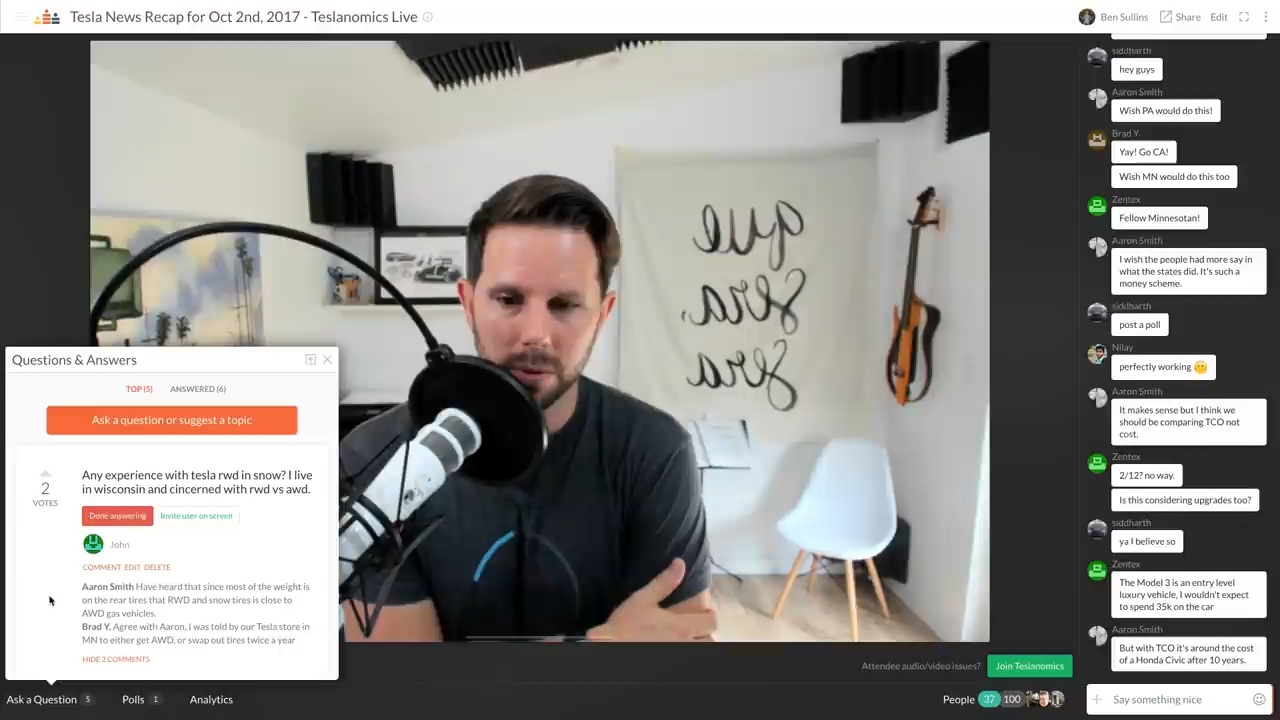 Tesla News Recap for Oct 2nd, 2017 - Teslanomics Live
Ben Sullins
Share
Edit
que
sera,
sera
Questions & Answers
TOP (5)
ANSWERED (6)
Ask a question or suggest a topic
2
VOTES
Any experience with tesla rwd in snow? I live
in wisconsin and cincerned with rwd vs awd.
Done answering
Invite user on screen
John
COMMENT EDIT DELETE
Aaron Smith Have heard that since most of the weight is
on the rear tires that RWD and snow tires is close to
AWD gas vehicles.
Brad Y. Agree with Aaron, I was told by our Tesla store in
MN to either get AWD, or swap out tires twice a year
HIDE 2 COMMENTS
Ask a Question 5
Polls 1
Analytics
Attendee audio/video issues?
Join Teslanomics
People 37 100
siddharth
hey guys
Aaron Smith
Wish PA would do this!
Brad Y.
Yay! Go CA!
Wish MN would do this too
Zentex
Fellow Minnesotan!
Aaron Smith
I wish the people had more say in
what the states did. It's such a
money scheme.
siddharth
post a poll
Nilay
perfectly working 🙂
Aaron Smith
It makes sense but I think we
should be comparing TCO not
cost,
Zentex
2/12? no way.
Is this considering upgrades too?
siddharth
ya I believe so
Zentex
The Model 3 is an entry level
luxury vehicle, I wouldn't expect
to spend 35k on the car
Aaron Smith
But with TCO it's around the cost
of a Honda Civic after 10 years.
Say something nice